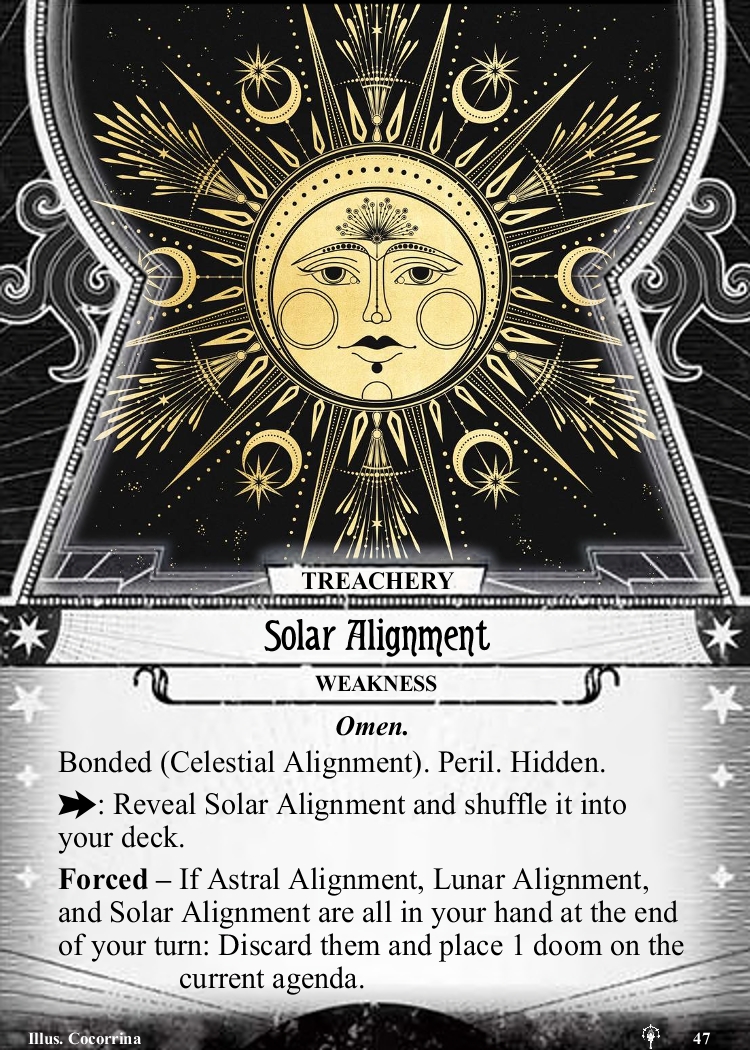 TREACHERY
Solar Alignment
WEAKNESS
Omen.
Bonded (Celestial Alignment). Peril. Hidden.
: Reveal Solar Alignment and shuffle it into
your deck.
Forced – If Astral Alignment, Lunar Alignment,
and Solar Alignment are all in your hand at the end
of your turn: Discard them and place 1 doom on the
current agenda.
Illus. Cocorrina
47